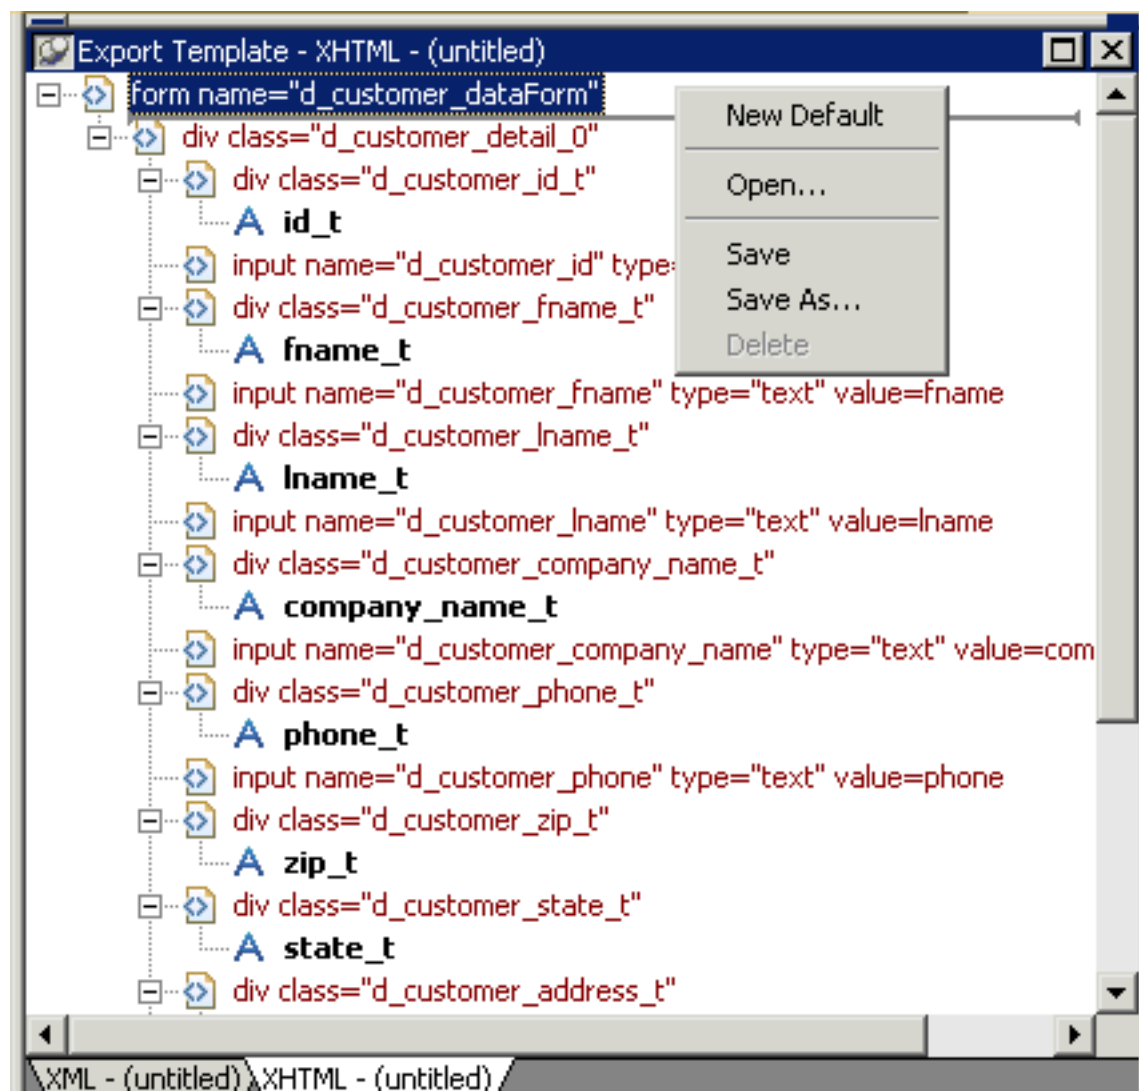 Export Template - XHTML - (untitled)
form name="d_customer_dataForm"
New Default
div class="d_customer_detail_0"
div class="d_customer_id_t"
Open...
id_t
input name="d_customer_id" type=
Save
div class="d_customer_fname_t"
Save As...
fname_t
Delete
input name="d_customer_fname" type="text" value=fname
div class="d_customer_lname_t"
lname_t
input name="d_customer_lname" type="text" value=lname
div class="d_customer_company_name_t"
company_name_t
input name="d_customer_company_name" type="text" value=com
div class="d_customer_phone_t"
phone_t
input name="d_customer_phone" type="text" value=phone
div class="d_customer_zip_t"
zip_t
div class="d_customer_state_t"
state_t
div class="d_customer_address_t"
XML - (untitled) XHTML - (untitled)